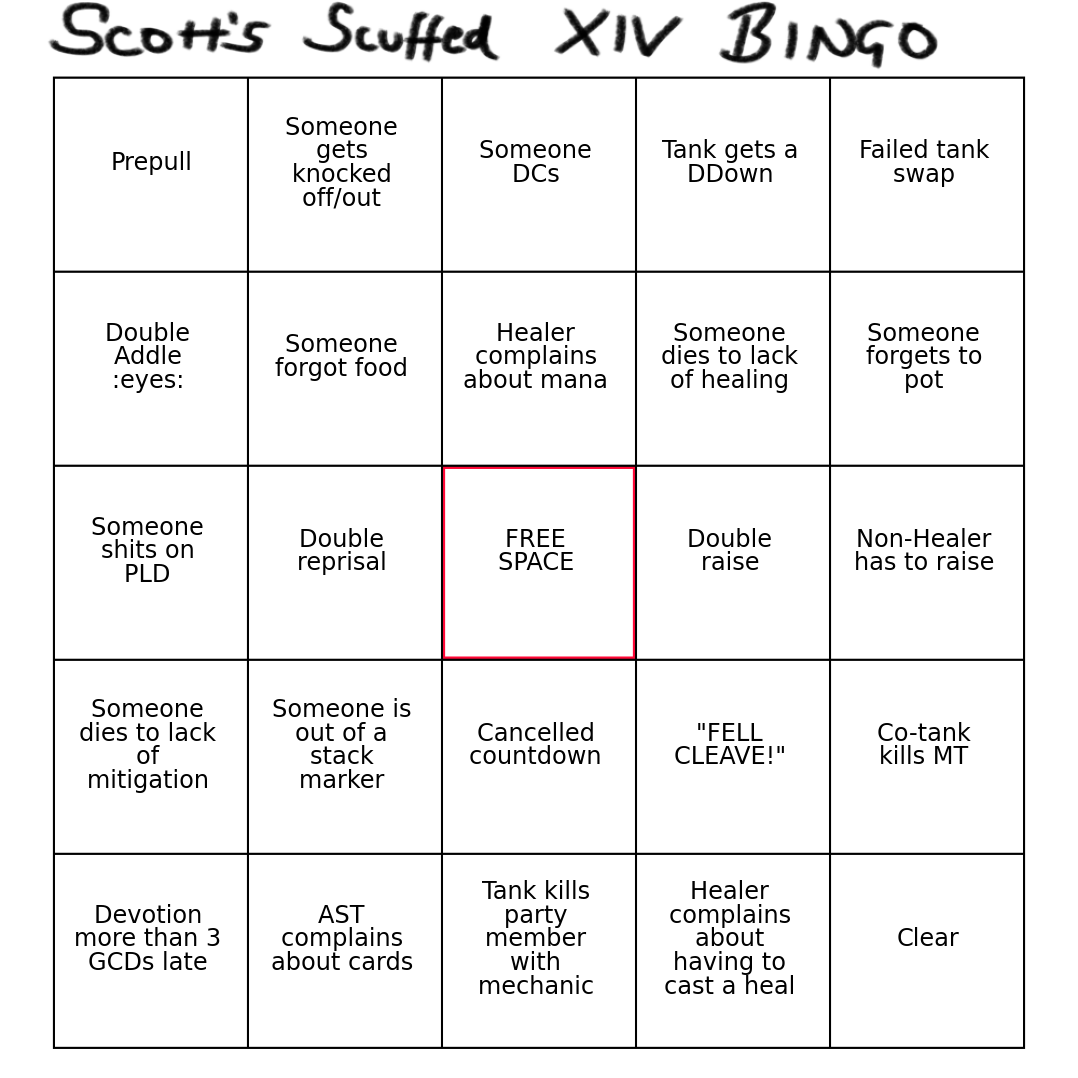 Scott's Scuffed XIV BINGO
Prepull
Someone
gets
knocked
off/out
Someone
DCs
Tank gets a
DDown
Failed tank
swap
Double
Addle
:eyes:
Someone
forgot food
Healer
complains
about mana
Someone
dies to lack
of healing
Someone
forgets to
pot
Someone
shits on
PLD
Double
reprisal
FREE
SPACE
Double
raise
Non-Healer
has to raise
Someone
dies to lack
of
mitigation
Someone is
out of a
stack
marker
Cancelled
countdown
"FELL
CLEAVE!"
Co-tank
kills MT
Devotion
more than 3
GCDs late
AST
complains
about cards
Tank kills
party
member
with
mechanic
Healer
complains
about
having to
cast a heal
Clear